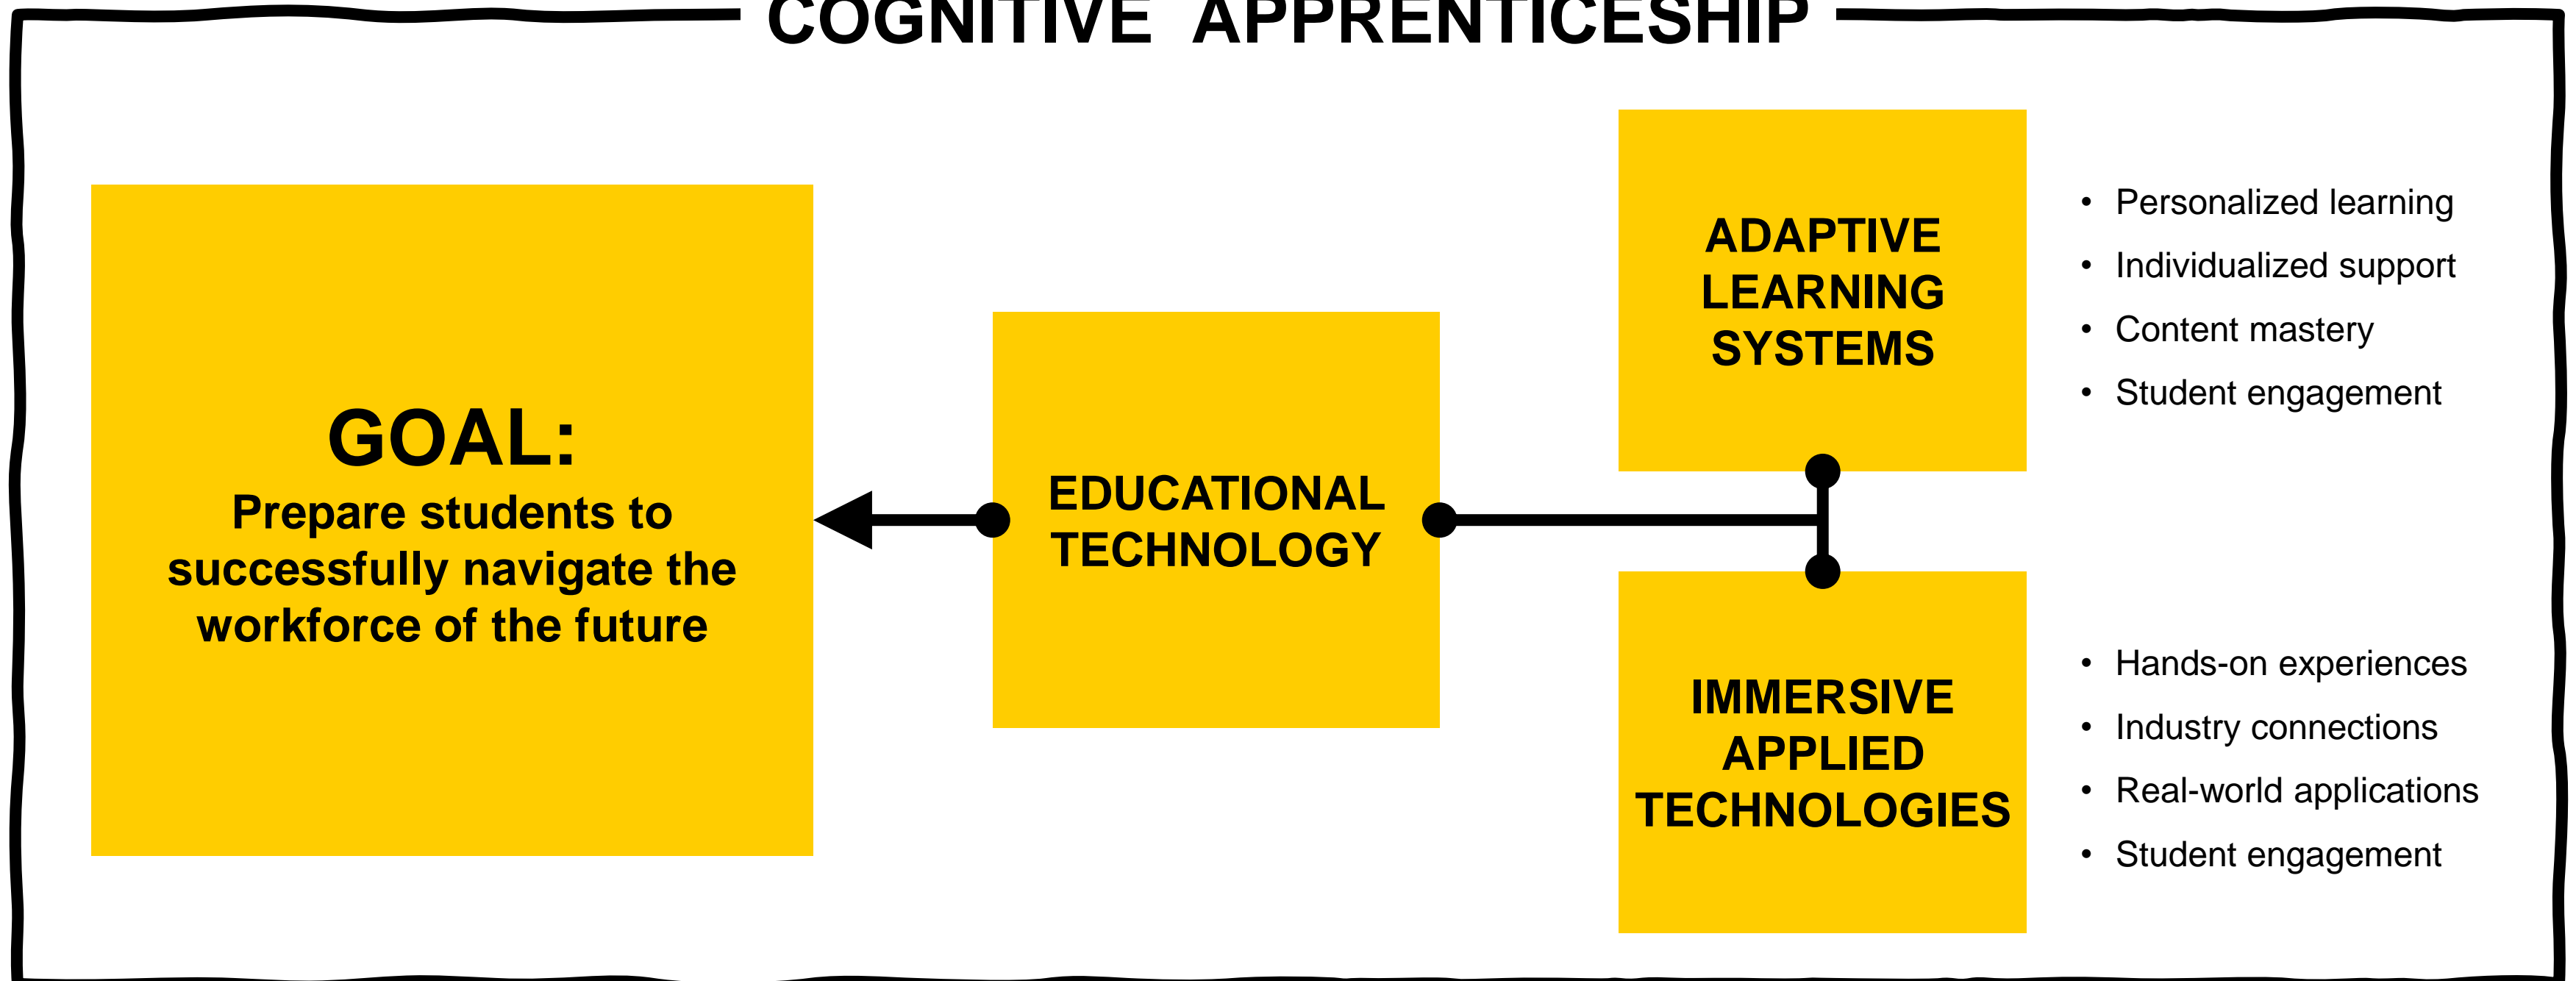 COGNITIVE APPRENTICESHIP
GOAL:
Prepare students to
successfully navigate the
workforce of the future
EDUCATIONAL
TECHNOLOGY
ADAPTIVE
LEARNING
SYSTEMS
• Personalized learning
• Individualized support
• Content mastery
• Student engagement
IMMERSIVE
APPLIED
TECHNOLOGIES
• Hands-on experiences
• Industry connections
• Real-world applications
• Student engagement